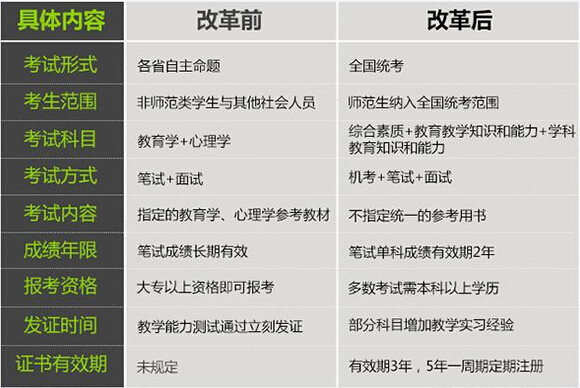 具体内容 改革前 改革后
考试形式 各省自主命题 全国统考
考生范围 非师范类学生与其他社会人员 师范生纳入全国统考范围
考试科目 教育学+心理学 综合素质+教育教学知识和能力+学科
教育知识和能力
考试方式 笔试+面试 机考+笔试+面试
考试内容 指定的教育学、心理学参考教材 不指定统一的参考用书
成绩年限 笔试成绩长期有效 笔试单科成绩有效期2年
报考资格 大专以上资格即可报考 多数考试需本科以上学历
发证时间 教学能力测试通过立刻发证 部分科目增加教学实习经验
证书有效期 未规定 有效期3年，5年一周期定期注册